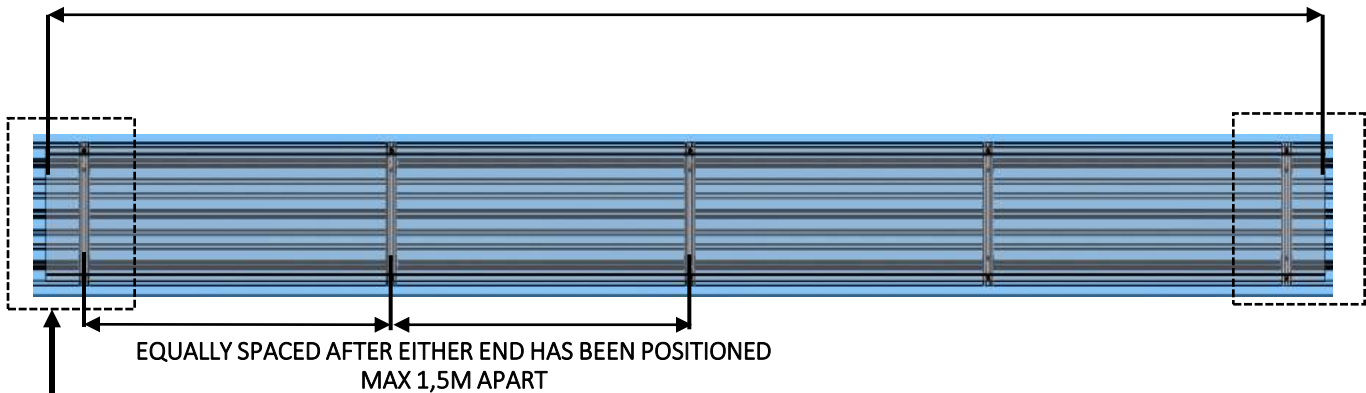 EQUALLY SPACED AFTER EITHER END HAS BEEN POSITIONED
MAX 1,5M APART